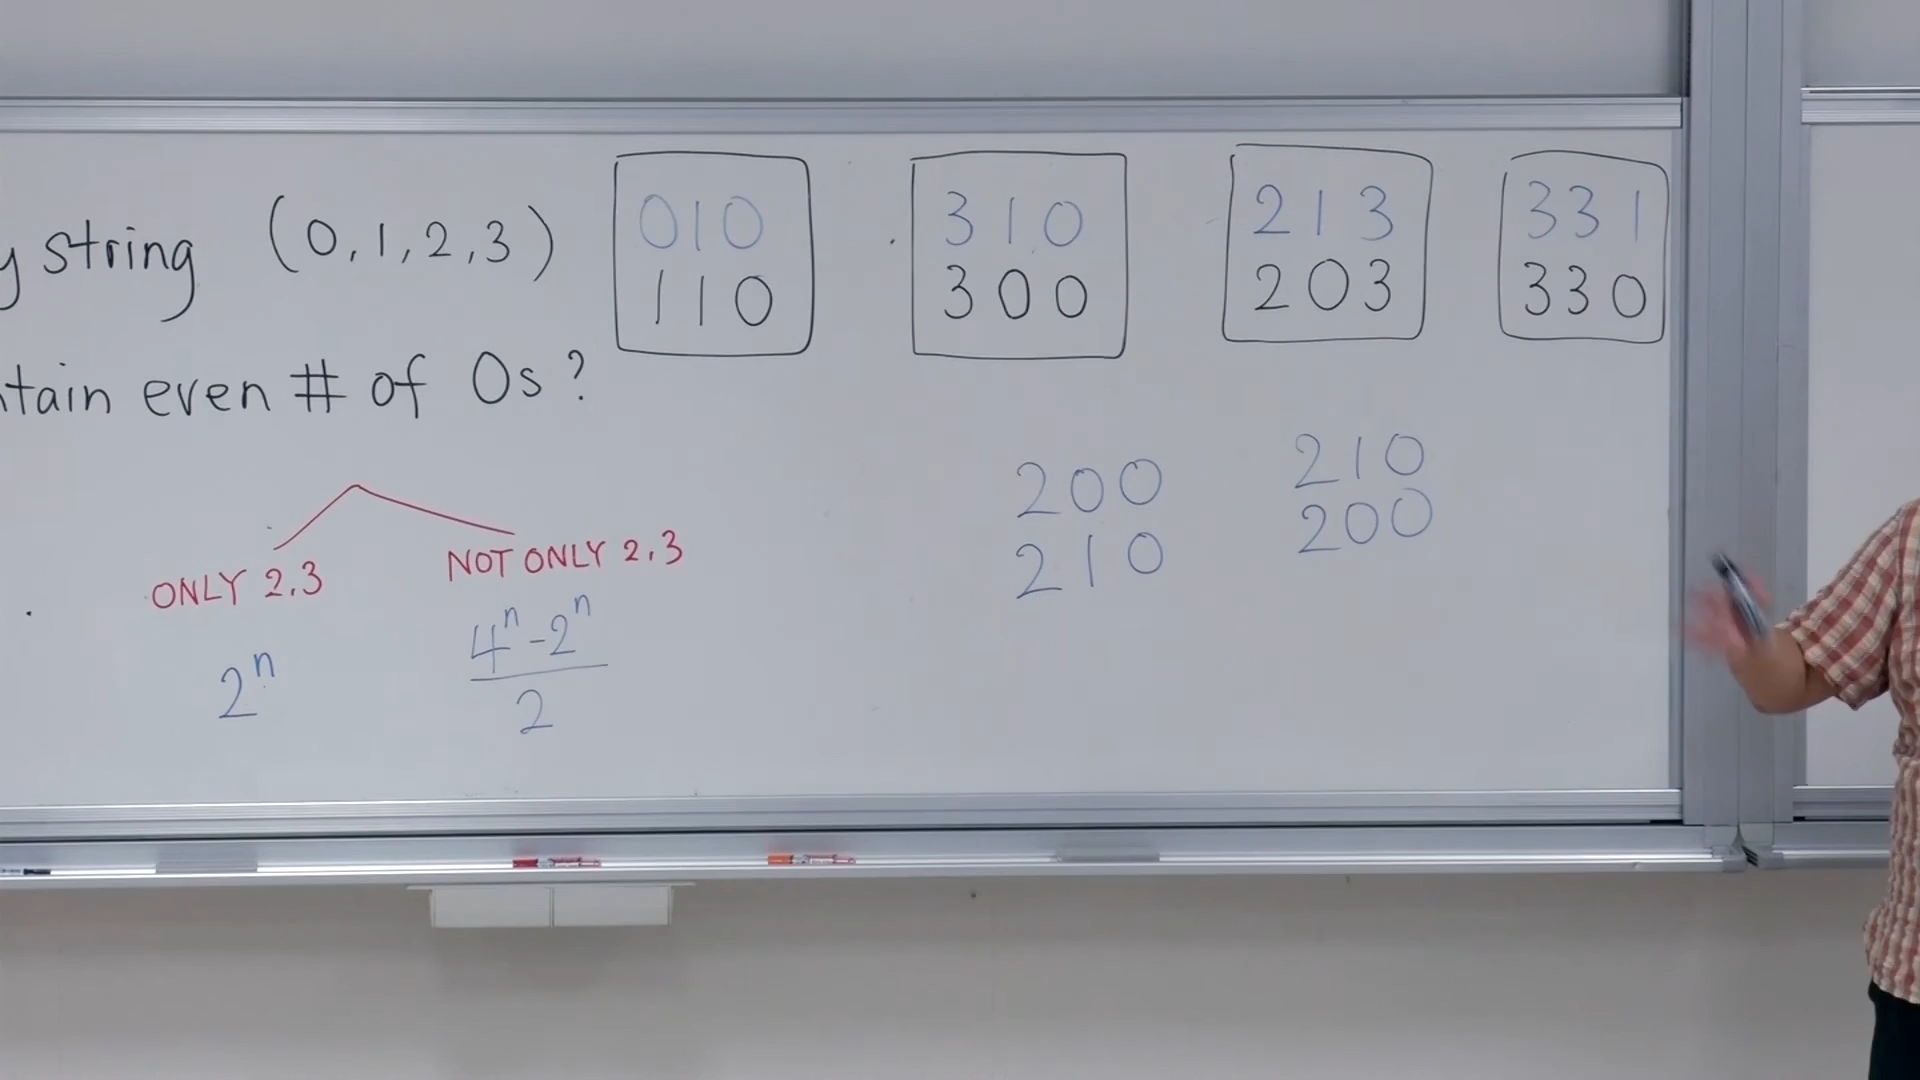 y string (0,1,2,3)
ntain even # of 0s?
010
110
310
300
213
203
331
330
ONLY 2,3
2^n
NOT ONLY 2,3
4^n-2^n
2
200
210
210
200